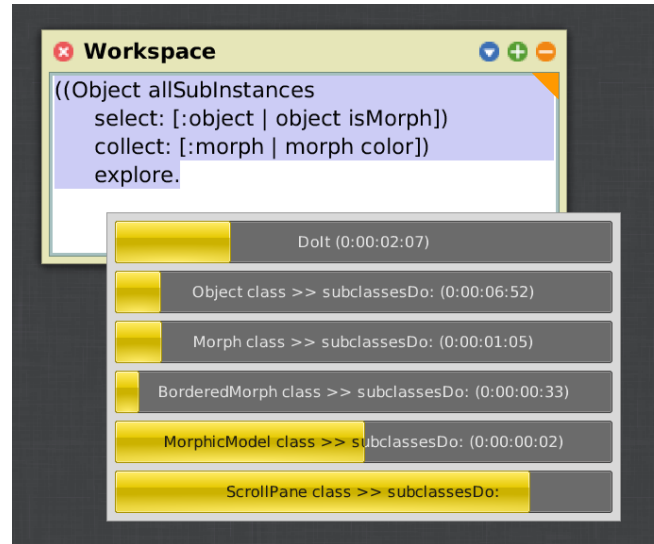 Workspace
((Object allSubInstances
select: [:object | object isMorph])
collect: [:morph | morph color])
explore.
DoIt (0:00:02:07)
Object class >> subclassesDo: (0:00:06:52)
Morph class >> subclassesDo: (0:00:01:05)
BorderedMorph class >> subclassesDo: (0:00:00:33)
MorphicModel class >> subclassesDo: (0:00:00:02)
ScrollPane class >> subclassesDo: